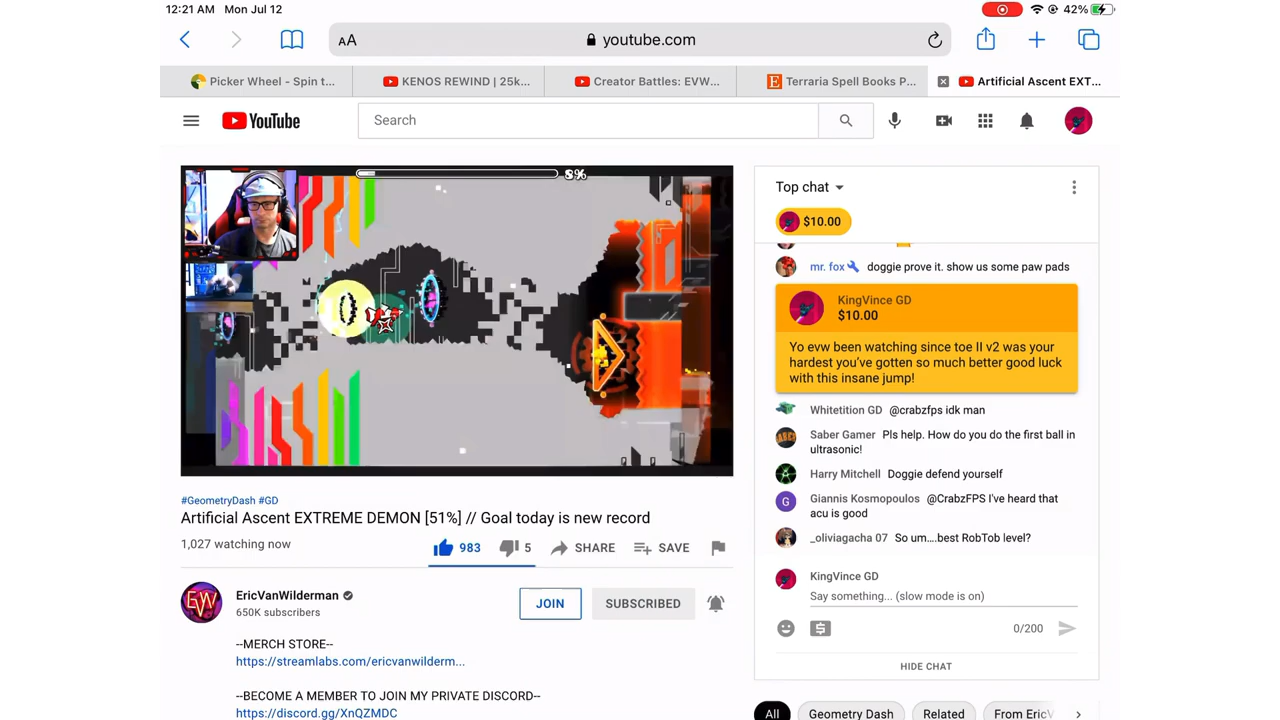 12:21 AM Mon Jul 12
42%
AA
youtube.com
Picker Wheel - Spin t...
KENOS REWIND | 25k...
Creator Battles: EVW...
Terraria Spell Books P...
Artificial Ascent EXT...
YouTube
Search
Top chat
$10.00
mr. fox doggie prove it. show us some paw pads
KingVince GD
$10.00
Yo evw been watching since toe II v2 was your
hardest you've gotten so much better good luck
with this insane jump!
Whitetition GD @crabzfps idk man
Saber Gamer Pls help. How do you do the first ball in
ultrasonic!
Harry Mitchell Doggie defend yourself
G
Giannis Kosmopoulos @CrabzFPS I've heard that
acu is good
_oliviagacha 07 So um....best RobTob level?
KingVince GD
Say something... (slow mode is on)
0/200
HIDE CHAT
All
Geometry Dash
Related
From EricV
#GeometryDash #GD
Artificial Ascent EXTREME DEMON [51%] // Goal today is new record
1,027 watching now
983
5
SHARE
SAVE
EVW
EricVanWilderman
650K subscribers
JOIN
SUBSCRIBED
--MERCH STORE--
https://streamlabs.com/ericvanwilderm...
--BECOME A MEMBER TO JOIN MY PRIVATE DISCORD--
https://discord.gg/XnQZMDC